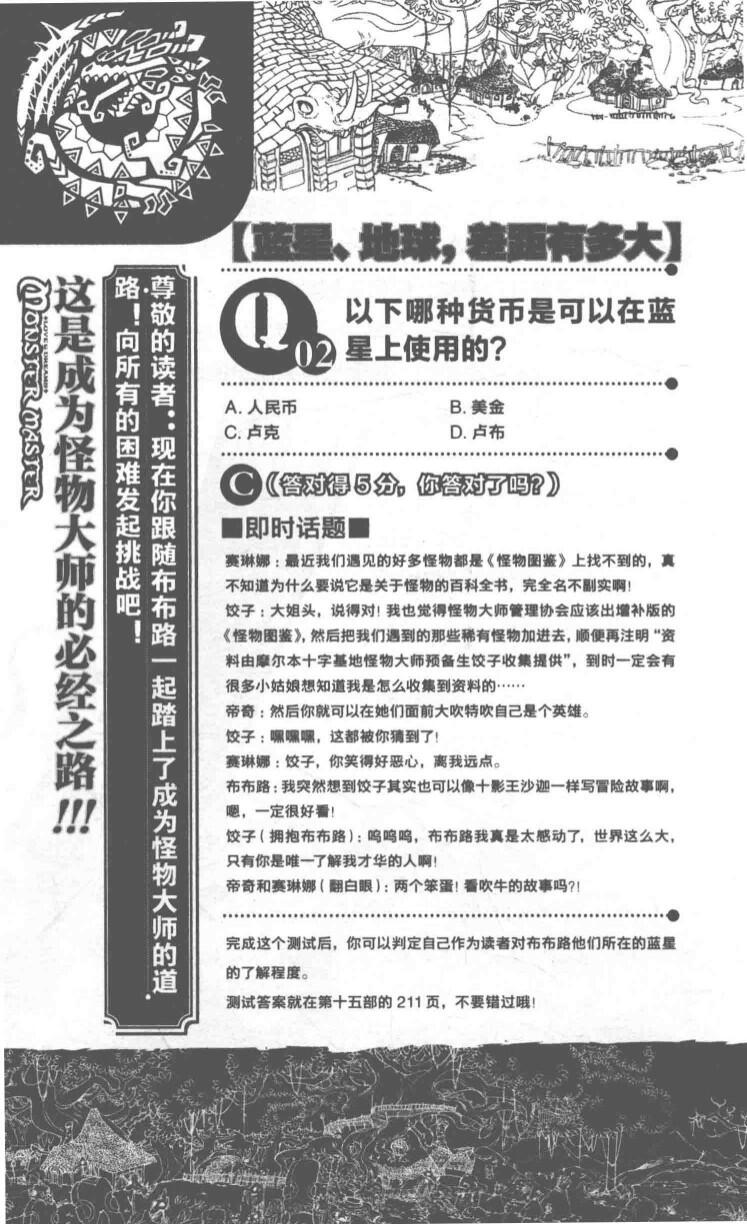 【蓝星、地球，差距有多大】
Q02
以下哪种货币是可以在蓝
星上使用的？
A. 人民币
B. 美金
C. 卢克
D. 卢布
C（答对得5分，你答对了吗？）
■即时话题■
赛琳娜：最近我们遇见的好多怪物都是《怪物图鉴》上找不到的，真
不知道为什么要说它是关于怪物的百科全书，完全名不副实啊！
饺子：大姐头，说得对！我也觉得怪物大师管理协会应该出增补版的
《怪物图鉴》，然后把我们遇到的那些稀有怪物加进去，顺便再注明“资
料由摩尔本十字基地怪物大师预备生饺子收集提供”，到时一定会有
很多小姑娘想知道我是怎么收集到资料的……
帝奇：然后你就可以在她们面前大吹特吹自己是个英雄。
饺子：嘿嘿嘿，这都被你猜到了！
赛琳娜：饺子，你笑得好恶心，离我远点。
布布路：我突然想到饺子其实也可以像十影王沙迦一样写冒险故事啊，
嗯，一定很好看！
饺子（拥抱布布路）：呜呜呜，布布路我真是太感动了，世界这么大，
只有你是唯一了解我才华的人啊！
帝奇和赛琳娜（翻白眼）：两个笨蛋！看吹牛的故事吗？！
完成这个测试后，你可以判定自己作为读者对布布路他们所在的蓝星
的了解程度。
测试答案就在第十五部的211页，不要错过哦！
尊敬的读者：现在你跟随布布路一起踏上了成为怪物大师的道
路！向所有的困难发起挑战吧！
这是成为怪物大师的必经之路!!!
LOVE & DREAMS
MONSTER MASTER